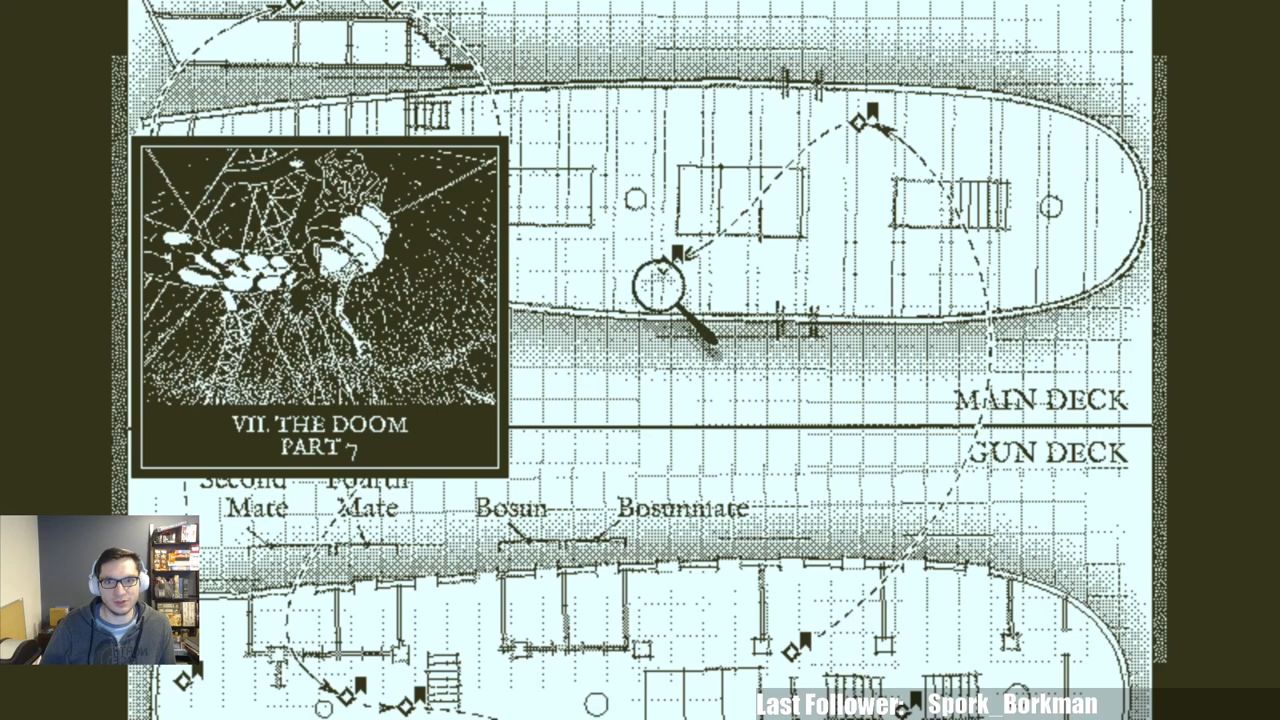 VII. THE DOOM
PART 7
MAIN DECK
GUN DECK
Second Fourth
Mate Mate Bosun Bosunmate
Last Follower: Spork_Borkman